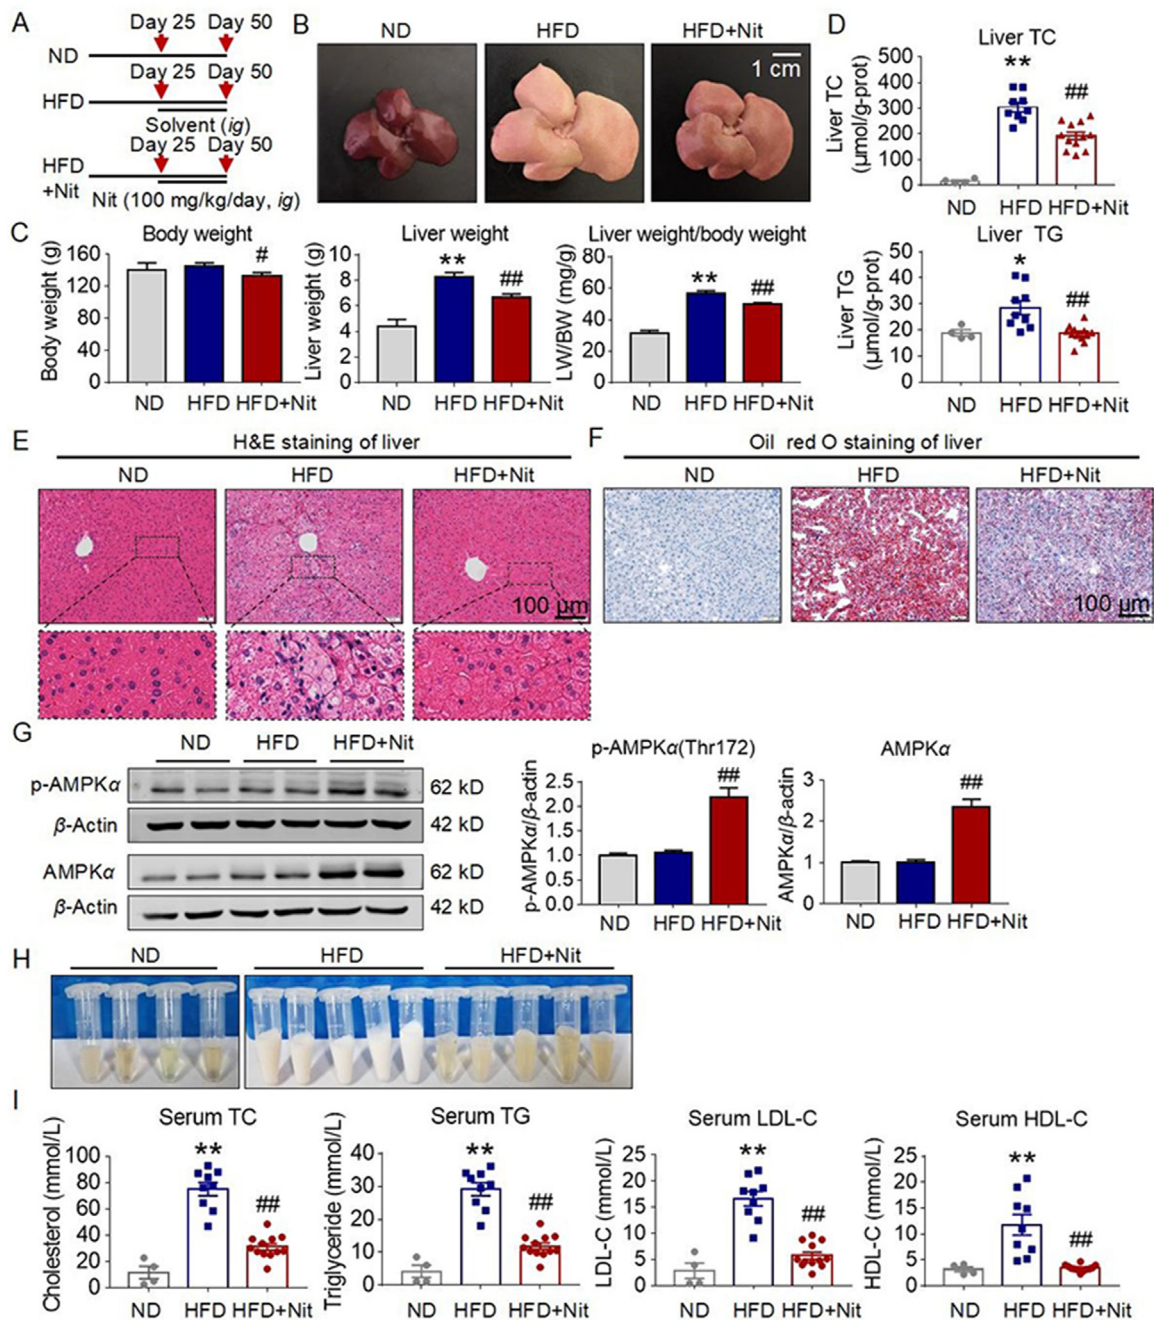 A
Day 25 Day 50
ND
Day 25 Day 50
HFD
Solvent (ig)
Day 25 Day 50
HFD
+Nit
Nit (100 mg/kg/day, ig)
B
ND HFD HFD+Nit
1 cm
C
Body weight
Body weight (g)
160
120
80
40
0
ND HFD HFD+Nit
#
Liver weight
Liver weight (g)
10
8
6
4
2
0
ND HFD HFD+Nit
**
##
Liver weight/body weight
LW/BW (mg/g)
80
60
40
20
0
ND HFD HFD+Nit
**
##
D
Liver TC
Liver TC
(μmol/g-prot)
500
400
300
200
100
0
ND HFD HFD+Nit
**
##
Liver TG
Liver TG
(μmol/g-prot)
50
40
30
20
10
0
ND HFD HFD+Nit
*
##
E
H&E staining of liver
ND HFD HFD+Nit
100 μm
F
Oil red O staining of liver
ND HFD HFD+Nit
100 μm
G
ND HFD HFD+Nit
p-AMPKα 62 kD
β-Actin 42 kD
AMPKα 62 kD
β-Actin 42 kD
p-AMPKα(Thr172)
p-AMPKα/β-actin
2.5
2.0
1.5
1.0
0.5
0.0
ND HFD HFD+Nit
##
AMPKα
AMPKα/β-actin
3
2
1
0
ND HFD HFD+Nit
##
H
ND HFD HFD+Nit
I
Serum TC
Cholesterol (mmol/L)
100
80
60
40
20
0
ND HFD HFD+Nit
**
##
Serum TG
Triglyceride (mmol/L)
40
30
20
10
0
ND HFD HFD+Nit
**
##
Serum LDL-C
LDL-C (mmol/L)
25
20
15
10
5
0
ND HFD HFD+Nit
**
##
Serum HDL-C
HDL-C (mmol/L)
25
20
15
10
5
0
ND HFD HFD+Nit
**
##